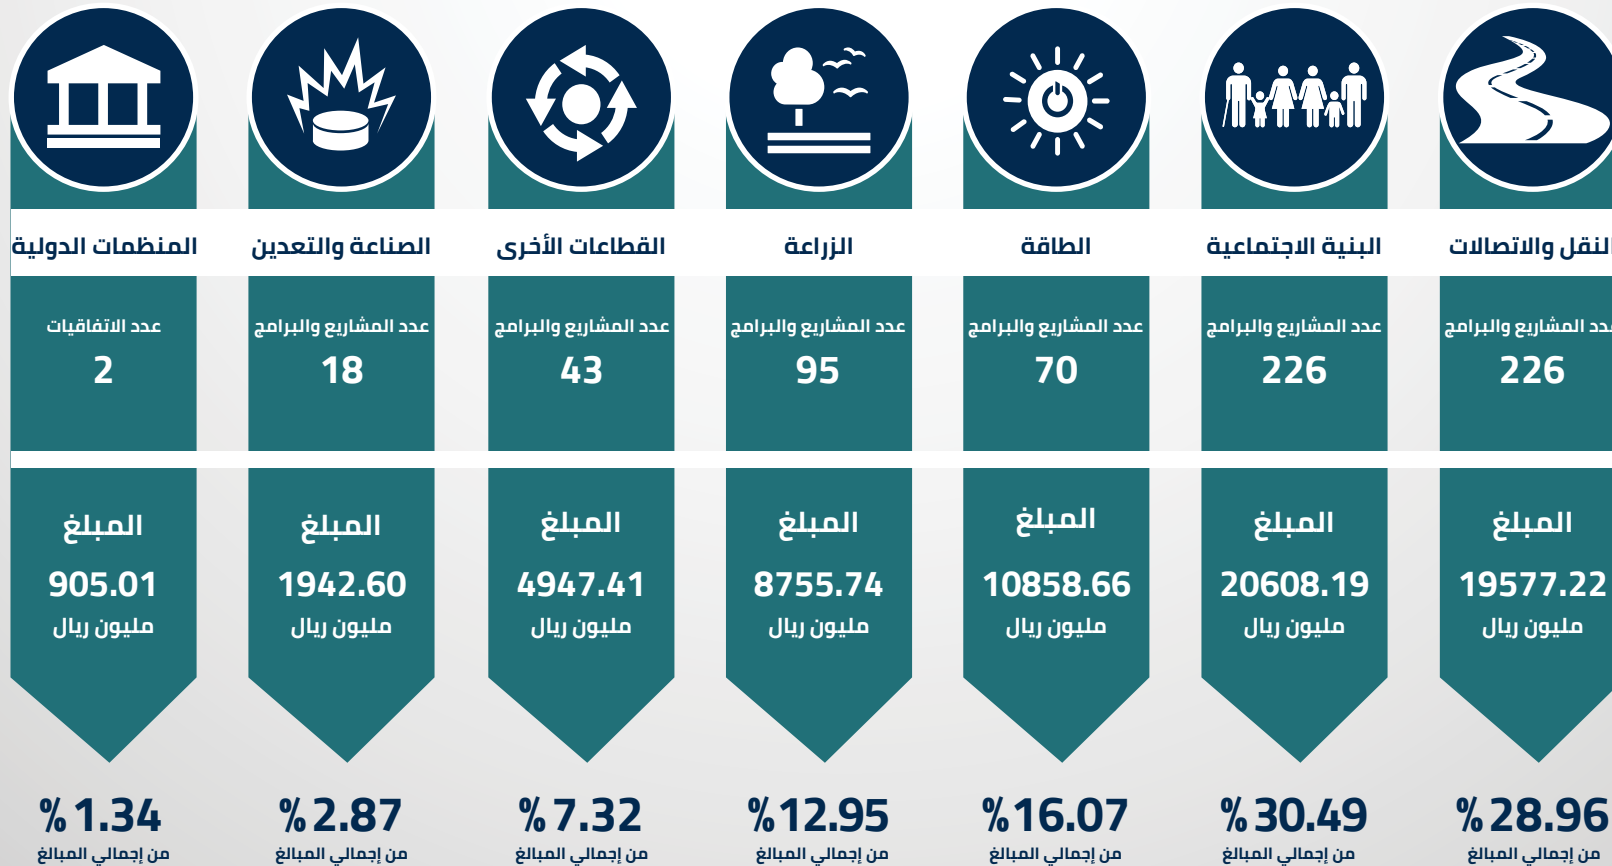 النقل والاتصالات
عدد المشاريع والبرامج
226
المبلغ
19577.22
مليون ريال
%28.96
من إجمالي المبالغ
البنية الاجتماعية
عدد المشاريع والبرامج
226
المبلغ
20608.19
مليون ريال
%30.49
من إجمالي المبالغ
الطاقة
عدد المشاريع والبرامج
70
المبلغ
10858.66
مليون ريال
%16.07
من إجمالي المبالغ
الزراعة
عدد المشاريع والبرامج
95
المبلغ
8755.74
مليون ريال
%12.95
من إجمالي المبالغ
القطاعات الأخرى
عدد المشاريع والبرامج
43
المبلغ
4947.41
مليون ريال
%7.32
من إجمالي المبالغ
الصناعة والتعدين
عدد المشاريع والبرامج
18
المبلغ
1942.60
مليون ريال
%2.87
من إجمالي المبالغ
المنظمات الدولية
عدد الاتفاقيات
2
المبلغ
905.01
مليون ريال
%1.34
من إجمالي المبالغ